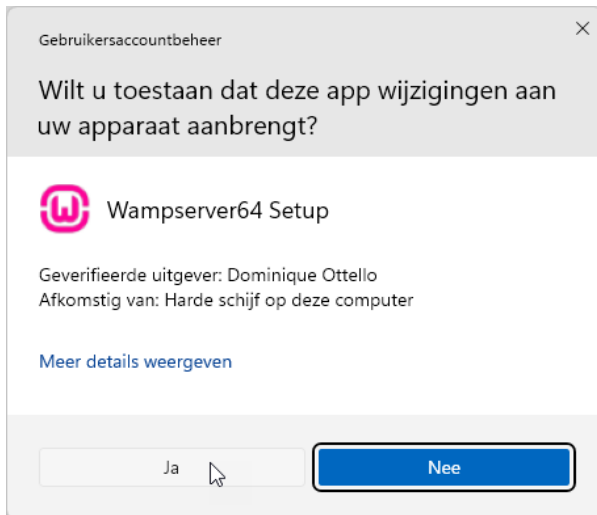 Gebruikersaccountbeheer
Wilt u toestaan dat deze app wijzigingen aan
uw apparaat aanbrengt?
Wampserver64 Setup
Geverifieerde uitgever: Dominique Ottello
Afkomstig van: Harde schijf op deze computer
Meer details weergeven
Ja
Nee